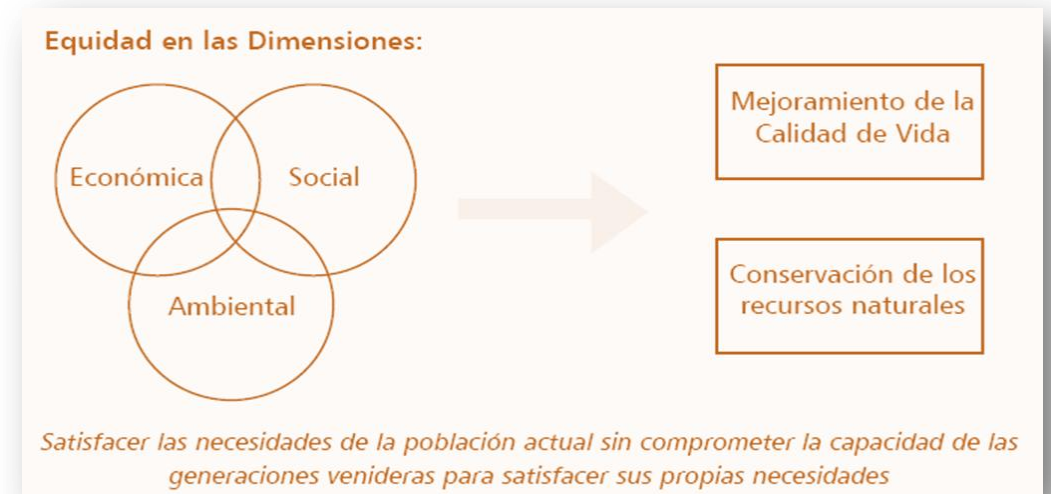 Equidad en las Dimensiones:
Económica
Social
Ambiental
Mejoramiento de la
Calidad de Vida
Conservación de los
recursos naturales
Satisfacer las necesidades de la población actual sin comprometer la capacidad de las
generaciones venideras para satisfacer sus propias necesidades